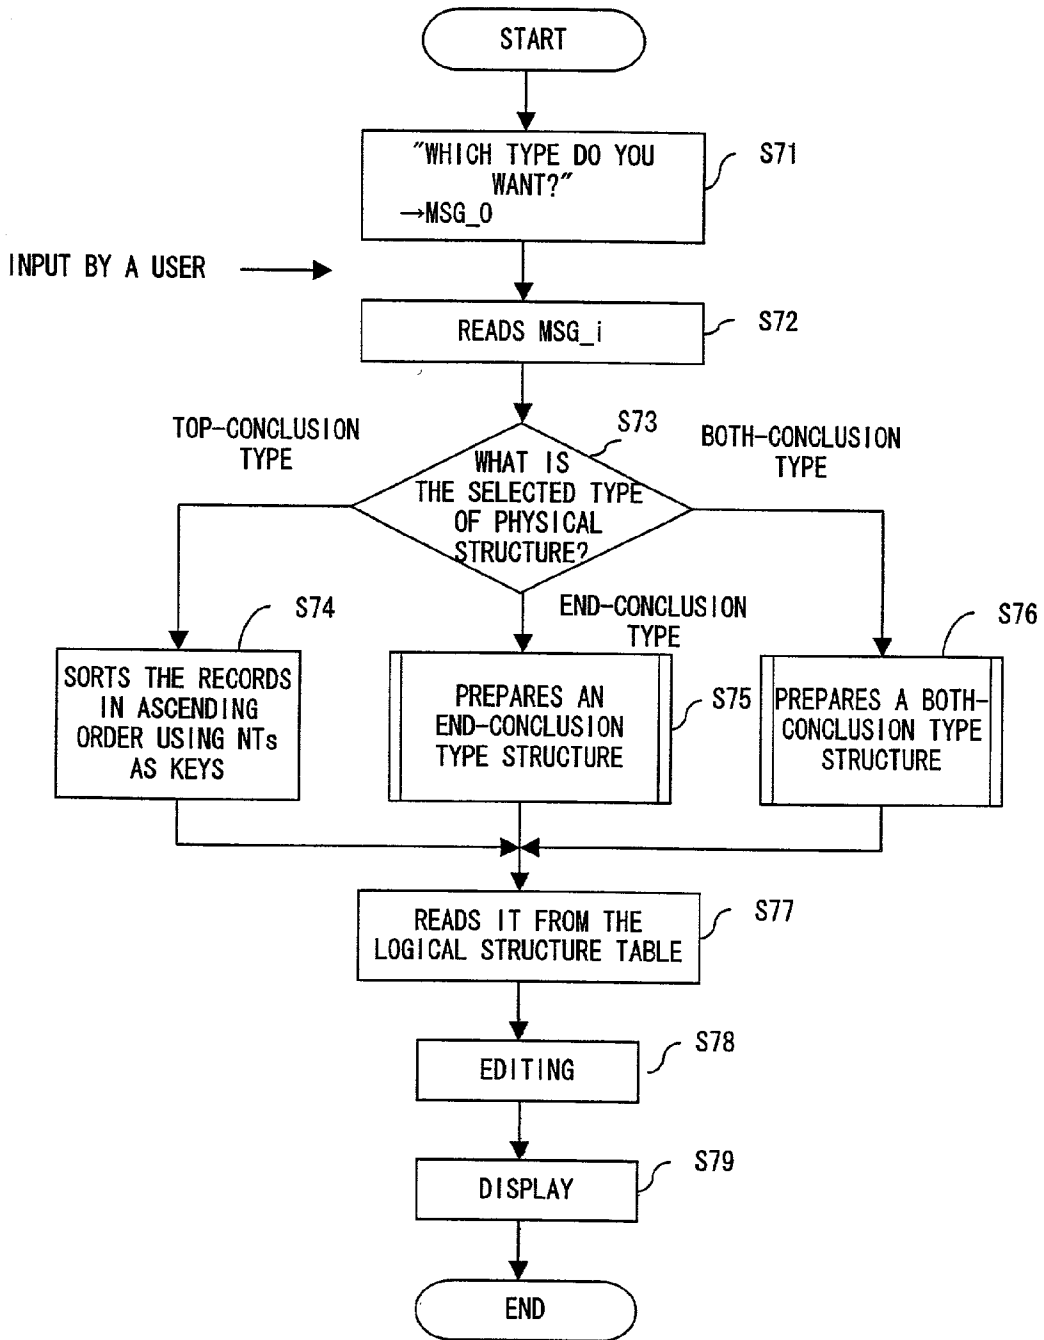 START
"WHICH TYPE DO YOU
WANT?"
→MSG_O
S71
INPUT BY A USER
READS MSG_i
S72
TOP-CONCLUSION
TYPE
S73
BOTH-CONCLUSION
TYPE
WHAT IS
THE SELECTED TYPE
OF PHYSICAL
STRUCTURE?
END-CONCLUSION
TYPE
S74
SORTS THE RECORDS
IN ASCENDING
ORDER USING NTs
AS KEYS
PREPARES AN
END-CONCLUSION
TYPE STRUCTURE
S75
S76
PREPARES A BOTH-
CONCLUSION TYPE
STRUCTURE
READS IT FROM THE
LOGICAL STRUCTURE TABLE
S77
EDITING
S78
DISPLAY
S79
END